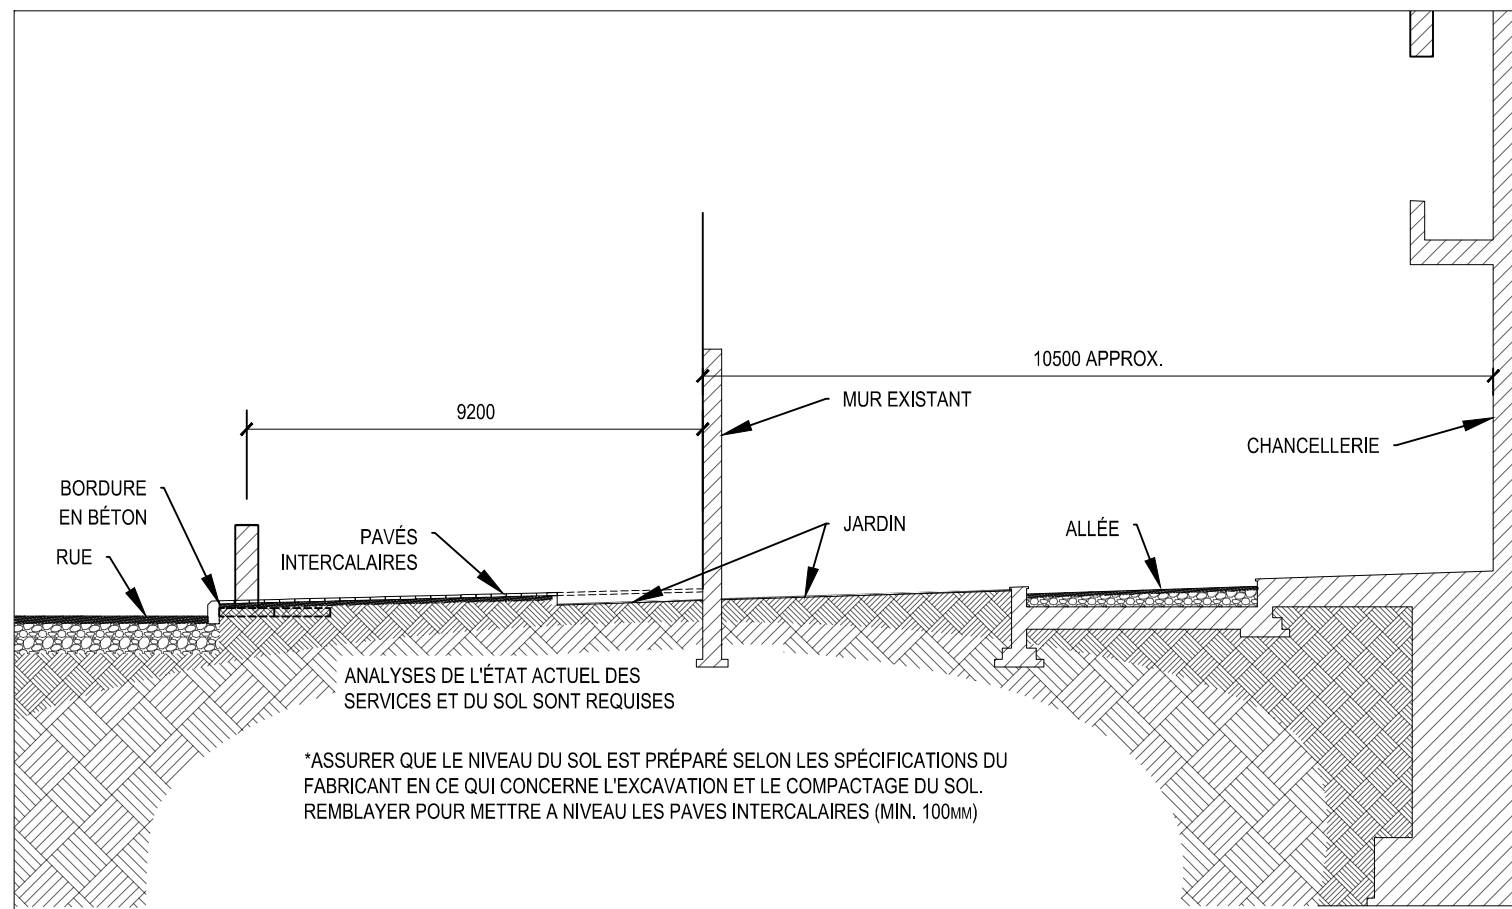 10500 APPROX.
9200
MUR EXISTANT
CHANCELLERIE
BORDURE
EN BÉTON
RUE
PAVÉS
INTERCALAIRES
JARDIN
ALLÉE
ANALYSES DE L'ÉTAT ACTUEL DES
SERVICES ET DU SOL SONT REQUISES
*ASSURER QUE LE NIVEAU DU SOL EST PRÉPARÉ SELON LES SPÉCIFICATIONS DU
FABRICANT EN CE QUI CONCERNE L'EXCAVATION ET LE COMPACTAGE DU SOL.
REMBLAYER POUR METTRE A NIVEAU LES PAVES INTERCALAIRES (MIN. 100MM)